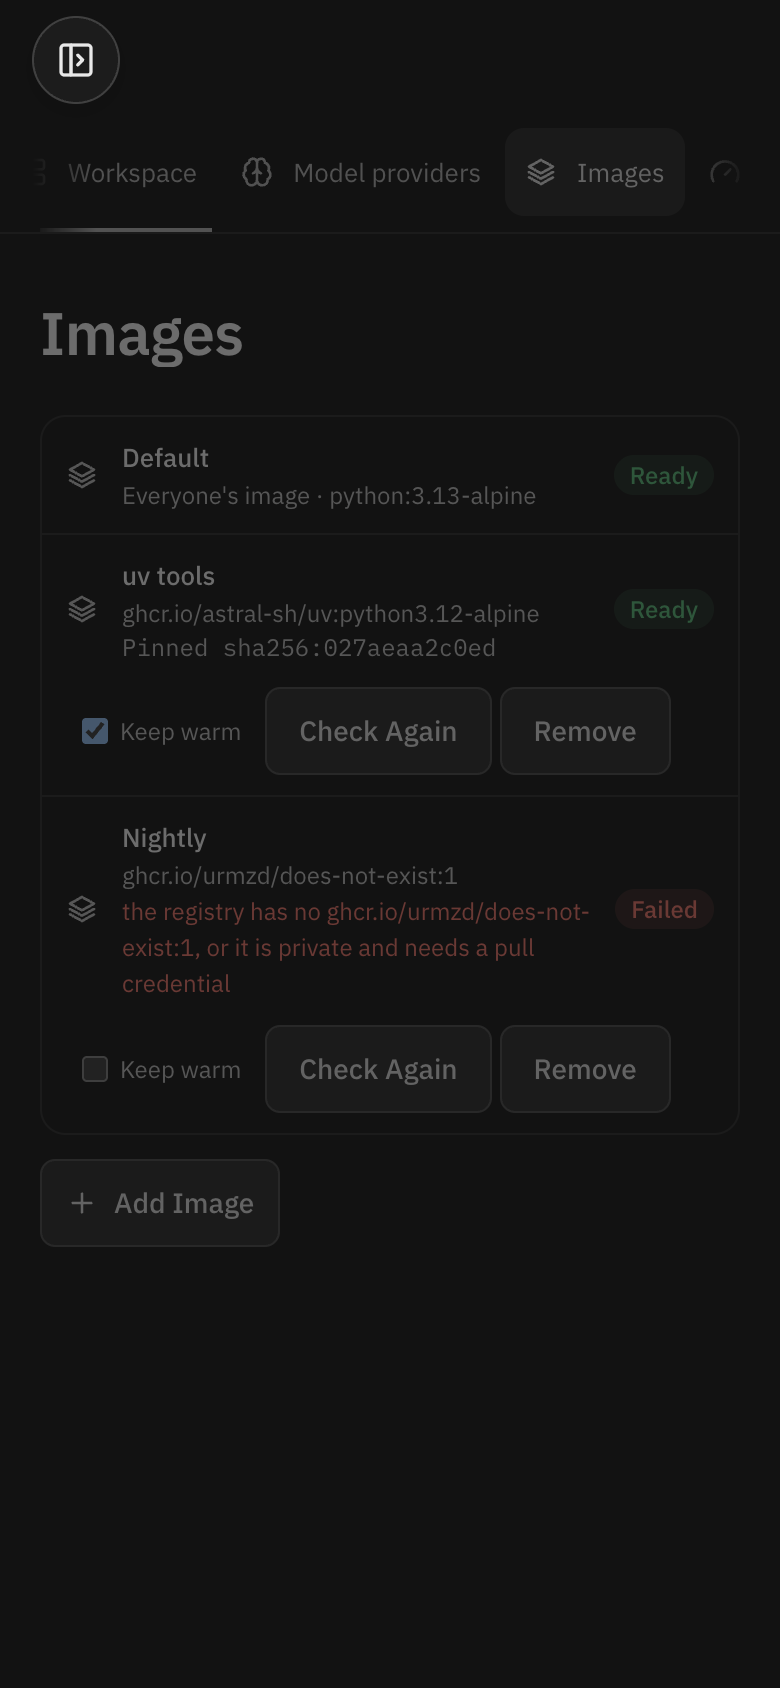 Workspace
Model providers
Images
Images
Default
Everyone's image · python:3.13-alpine
Ready
uv tools
ghcr.io/astral-sh/uv:python3.12-alpine
Pinned sha256:027aeaa2c0ed
Ready
Keep warm
Check Again
Remove
Nightly
ghcr.io/urmzd/does-not-exist:1
the registry has no ghcr.io/urmzd/does-not-
exist:1, or it is private and needs a pull
credential
Failed
Keep warm
Check Again
Remove
Add Image